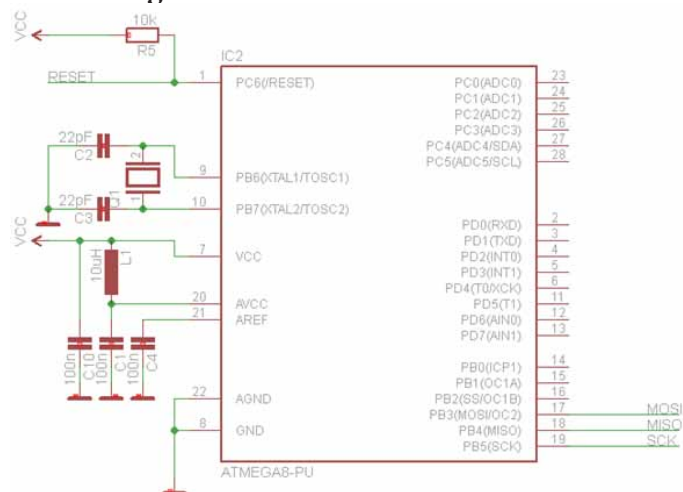 VCC
10k
R5
RESET
IC2
1
PC6(/RESET)
22pF
C2
2
Q1
1
22pF
C3
9
PB6(XTAL1/TOSC1)
10
PB7(XTAL2/TOSC2)
VCC
7
VCC
10uH
L1
20
AVCC
21
AREF
100n
C10
100n
C1
100n
C4
22
AGND
8
GND
PC0(ADC0) 23
PC1(ADC1) 24
PC2(ADC2) 25
PC3(ADC3) 26
PC4(ADC4/SDA) 27
PC5(ADC5/SCL) 28
PD0(RXD) 2
PD1(TXD) 3
PD2(INT0) 4
PD3(INT1) 5
PD4(T0/XCK) 6
PD5(T1) 11
PD6(AIN0) 12
PD7(AIN1) 13
PB0(ICP1) 14
PB1(OC1A) 15
PB2(SS/OC1B) 16
PB3(MOSI/OC2) 17 MOSI
PB4(MISO) 18 MISO
PB5(SCK) 19 SCK
ATMEGA8-PU